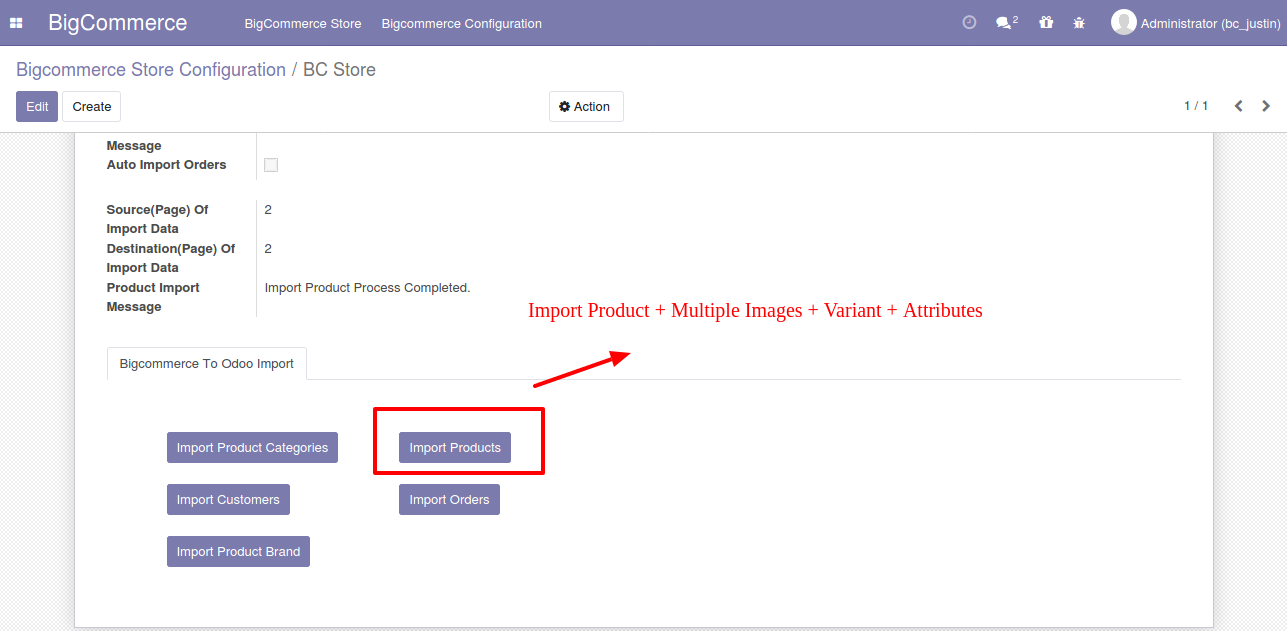 BigCommerce BigCommerce Store Bigcommerce Configuration 2 Administrator (bc_justin)
Bigcommerce Store Configuration / BC Store
Edit Create Action 1 / 1
Message
Auto Import Orders
Source(Page) Of 2
Import Data
Destination(Page) Of 2
Import Data
Product Import Import Product Process Completed.
Message
Import Product + Multiple Images + Variant + Attributes
Bigcommerce To Odoo Import
Import Product Categories Import Products
Import Customers Import Orders
Import Product Brand